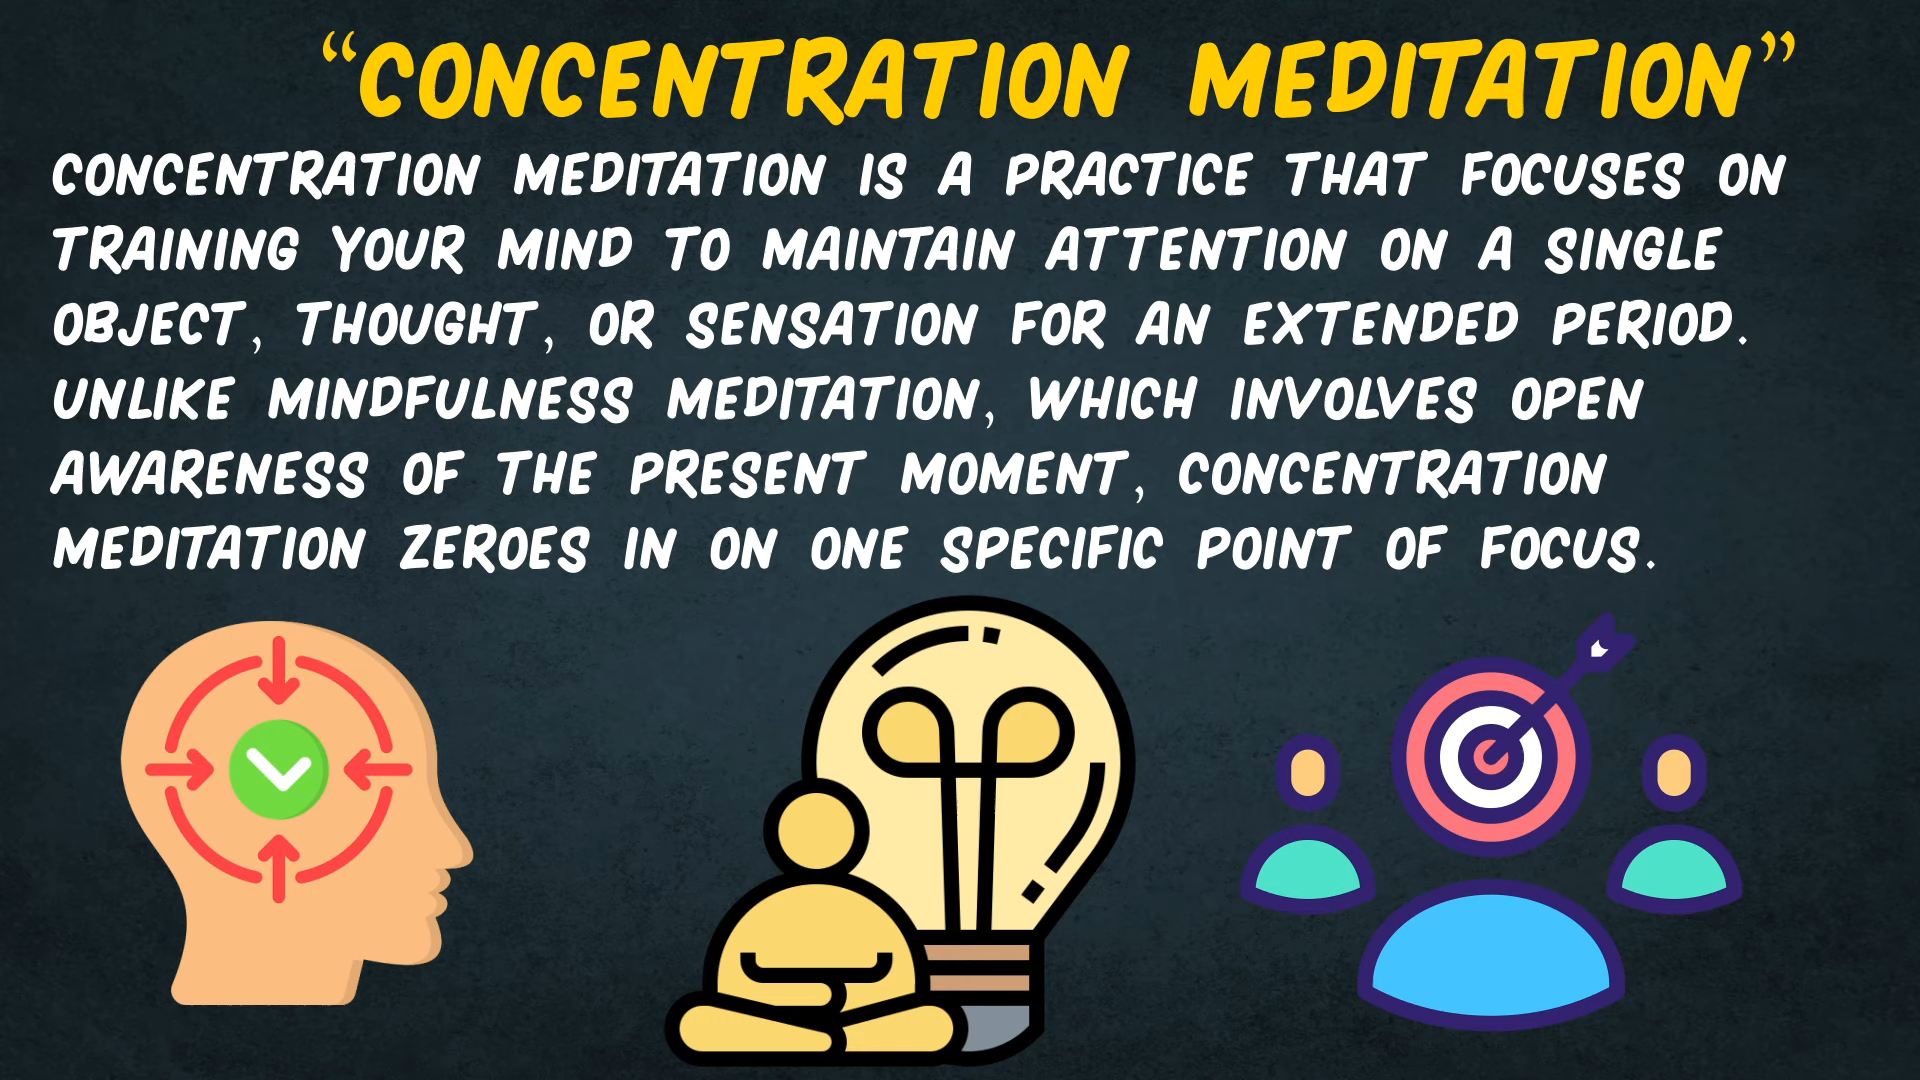 “CONCENTRATION MEDITATION”
CONCENTRATION MEDITATION IS A PRACTICE THAT FOCUSES ON
TRAINING YOUR MIND TO MAINTAIN ATTENTION ON A SINGLE
OBJECT, THOUGHT, OR SENSATION FOR AN EXTENDED PERIOD.
UNLIKE MINDFULNESS MEDITATION, WHICH INVOLVES OPEN
AWARENESS OF THE PRESENT MOMENT, CONCENTRATION
MEDITATION ZEROES IN ON ONE SPECIFIC POINT OF FOCUS.